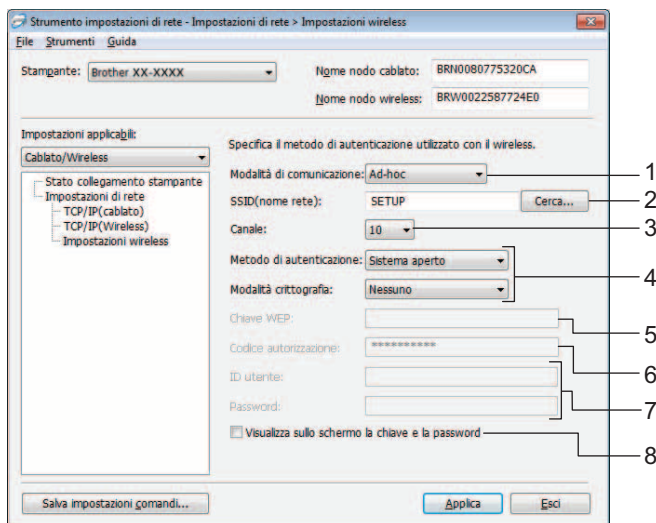 Strumento impostazioni di rete - Impostazioni di rete > Impostazioni wireless
File Strumenti Guida
Stampante: Brother XX-XXXX
Nome nodo cablato: BRN0080775320CA
Nome nodo wireless: BRW0022587724E0
Impostazioni applicabili:
Cablato/Wireless
Stato collegamento stampante
Impostazioni di rete
TCP/IP(cablato)
TCP/IP(Wireless)
Impostazioni wireless
Specifica il metodo di autenticazione utilizzato con il wireless.
Modalità di comunicazione: Ad-hoc 1
SSID(nome rete): SETUP Cerca... 2
Canale: 10 3
Metodo di autenticazione: Sistema aperto
4
Modalità crittografia: Nessuno
Chiave WEP: 5
Codice autorizzazione: ********** 6
ID utente:
7
Password:
Visualizza sullo schermo la chiave e la password 8
Salva impostazioni comandi... Applica Esci